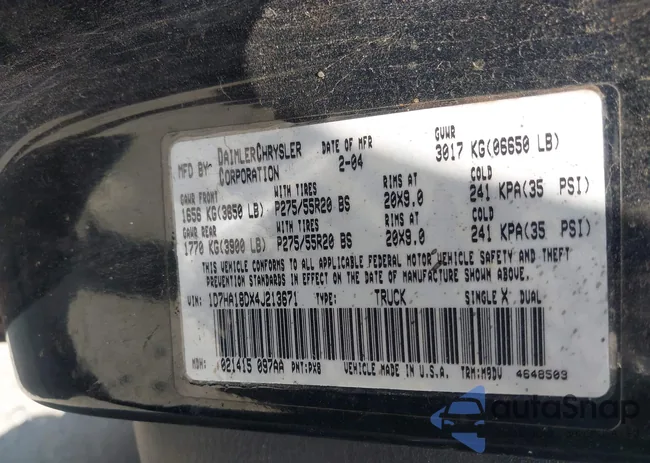 MFD BY: DAIMLERCHRYSLER CORPORATION DATE OF MFR 2-04 GVWR 3017 KG(06650 LB)
GAWR FRONT WITH TIRES RIMS AT COLD
1656 KG(3650 LB) P275/55R20 BS 20X9.0 241 KPA(35 PSI)
GAWR REAR WITH TIRES RIMS AT COLD
1770 KG(3900 LB) P275/55R20 BS 20X9.0 241 KPA(35 PSI)
THIS VEHICLE CONFORMS TO ALL APPLICABLE FEDERAL MOTOR VEHICLE SAFETY AND THEFT
PREVENTION STANDARDS IN EFFECT ON THE DATE OF MANUFACTURE SHOWN ABOVE.
VIN: 1D7HA18DX4J213671 TYPE: TRUCK SINGLE X DUAL
MDH: 021415 097AA PNT:PX8 VEHICLE MADE IN U.S.A. TRM:M9DV 4648503
autoSnap